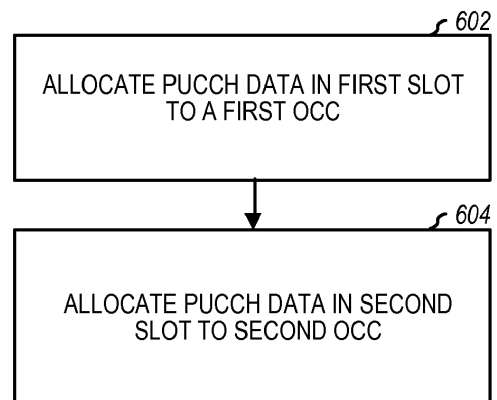 602
ALLOCATE PUCCH DATA IN FIRST SLOT
TO A FIRST OCC
604
ALLOCATE PUCCH DATA IN SECOND
SLOT TO SECOND OCC